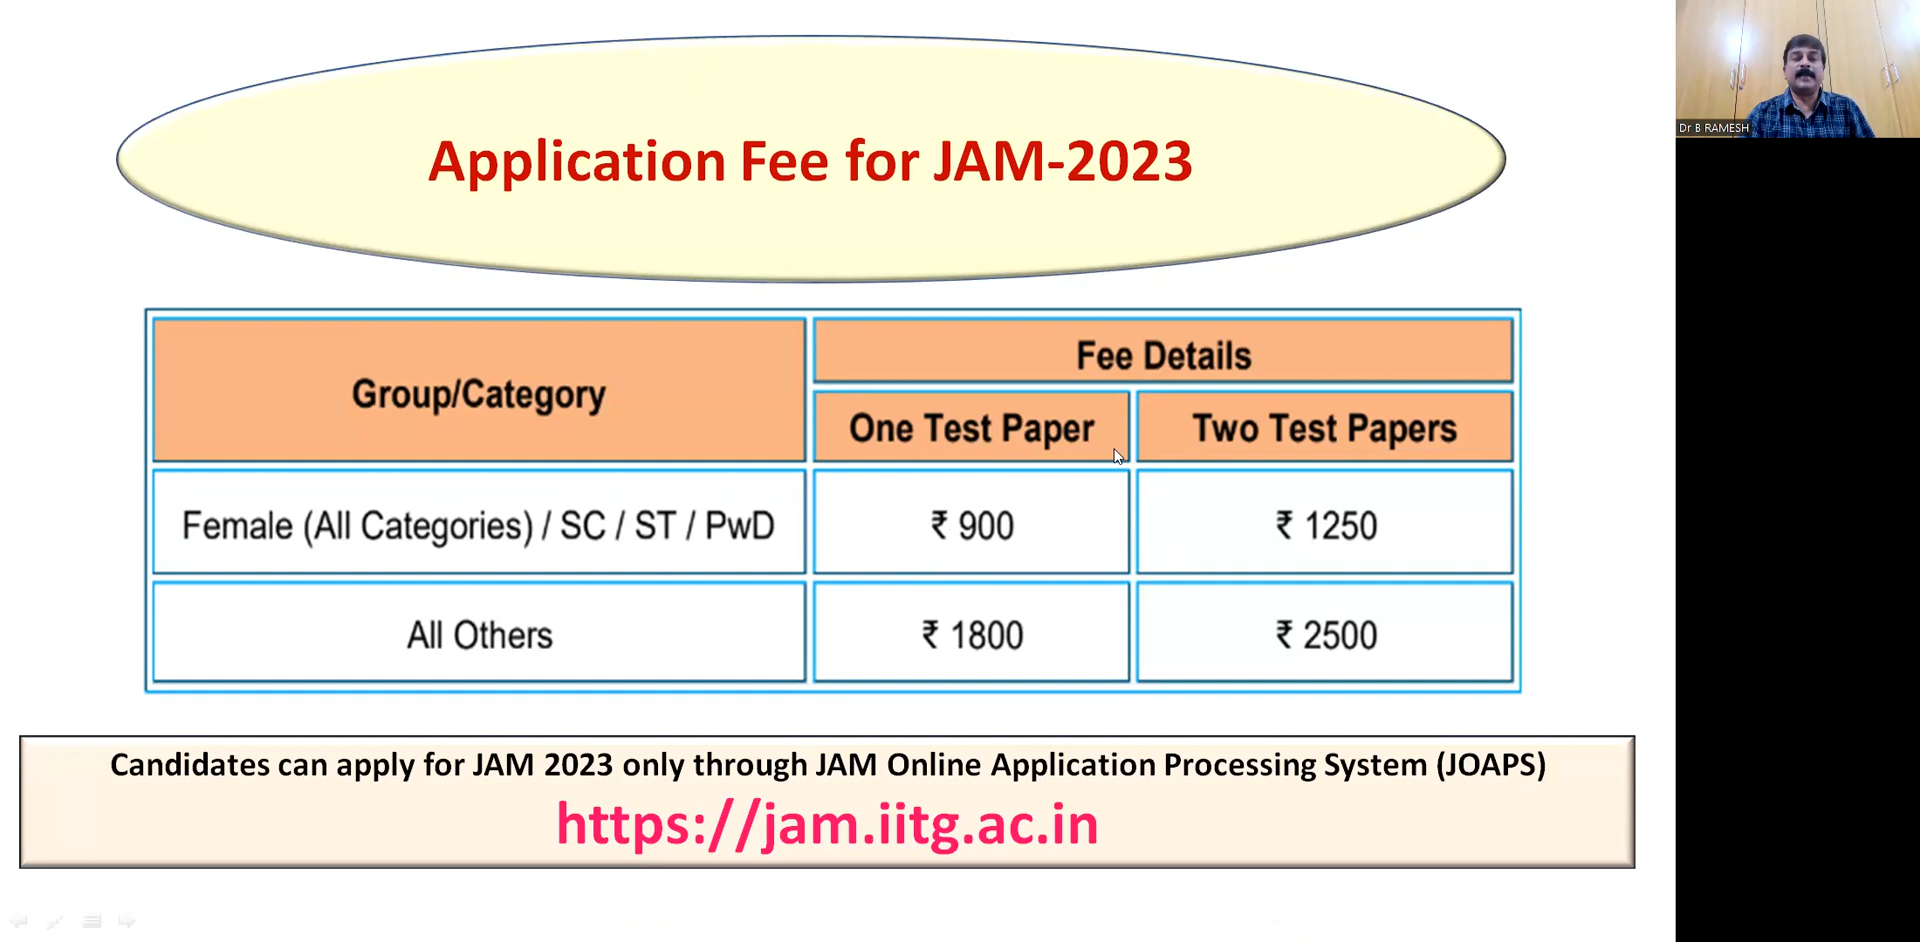 Application Fee for JAM-2023
Dr B RAMESH
Group/Category
Fee Details
One Test Paper
Two Test Papers
Female (All Categories) / SC / ST / PwD
₹ 900
₹ 1250
All Others
₹ 1800
₹ 2500
Candidates can apply for JAM 2023 only through JAM Online Application Processing System (JOAPS)
https://jam.iitg.ac.in